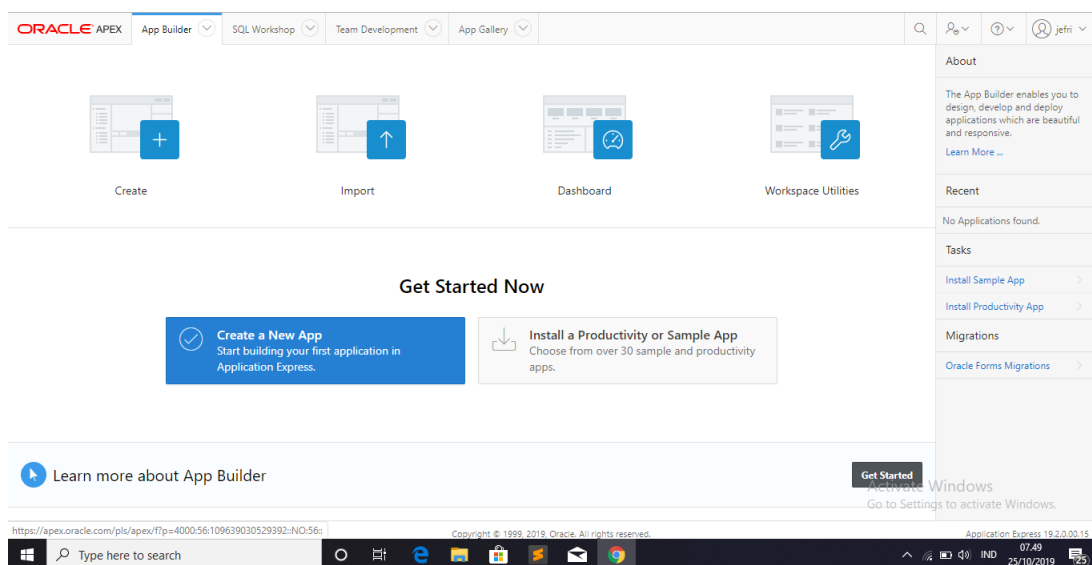 ORACLE APEX App Builder SQL Workshop Team Development App Gallery jefri
Create
Import
Dashboard
Workspace Utilities
Get Started Now
Create a New App
Start building your first application in
Application Express.
Install a Productivity or Sample App
Choose from over 30 sample and productivity
apps.
Learn more about App Builder
Get Started
About
The App Builder enables you to
design, develop and deploy
applications which are beautiful
and responsive.
Learn More ...
Recent
No Applications found.
Tasks
Install Sample App
Install Productivity App
Migrations
Oracle Forms Migrations
Activate Windows
Go to Settings to activate Windows.
https://apex.oracle.com/pls/apex/f?p=4000:56:109639030529392::NO:56::
Copyright © 1999, 2019, Oracle. All rights reserved.
Application Express 19.2.0.00.15
Type here to search
IND
07.49
25/10/2019
25